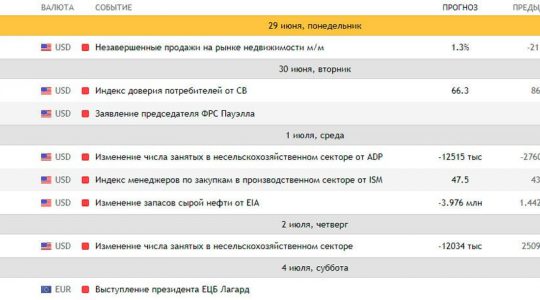 ВАЛЮТА СОБЫТИЕ ПРОГНОЗ ПРЕДЫ
29 июня, понедельник
USD Незавершенные продажи на рынке недвижимости м/м 1.3% -21
30 июня, вторник
USD Индекс доверия потребителей от CB 66.3 86
USD Заявление председателя ФРС Пауэлла
1 июля, среда
USD Изменение числа занятых в несельскохозяйственном секторе от ADP -12515 тыс -2760
USD Индекс менеджеров по закупкам в производственном секторе от ISM 47.5 43
USD Изменение запасов сырой нефти от EIA -3.976 млн 1.442
2 июля, четверг
USD Изменение числа занятых в несельскохозяйственном секторе -12034 тыс 2509
4 июля, суббота
EUR Выступление президента ЕЦБ Лагард